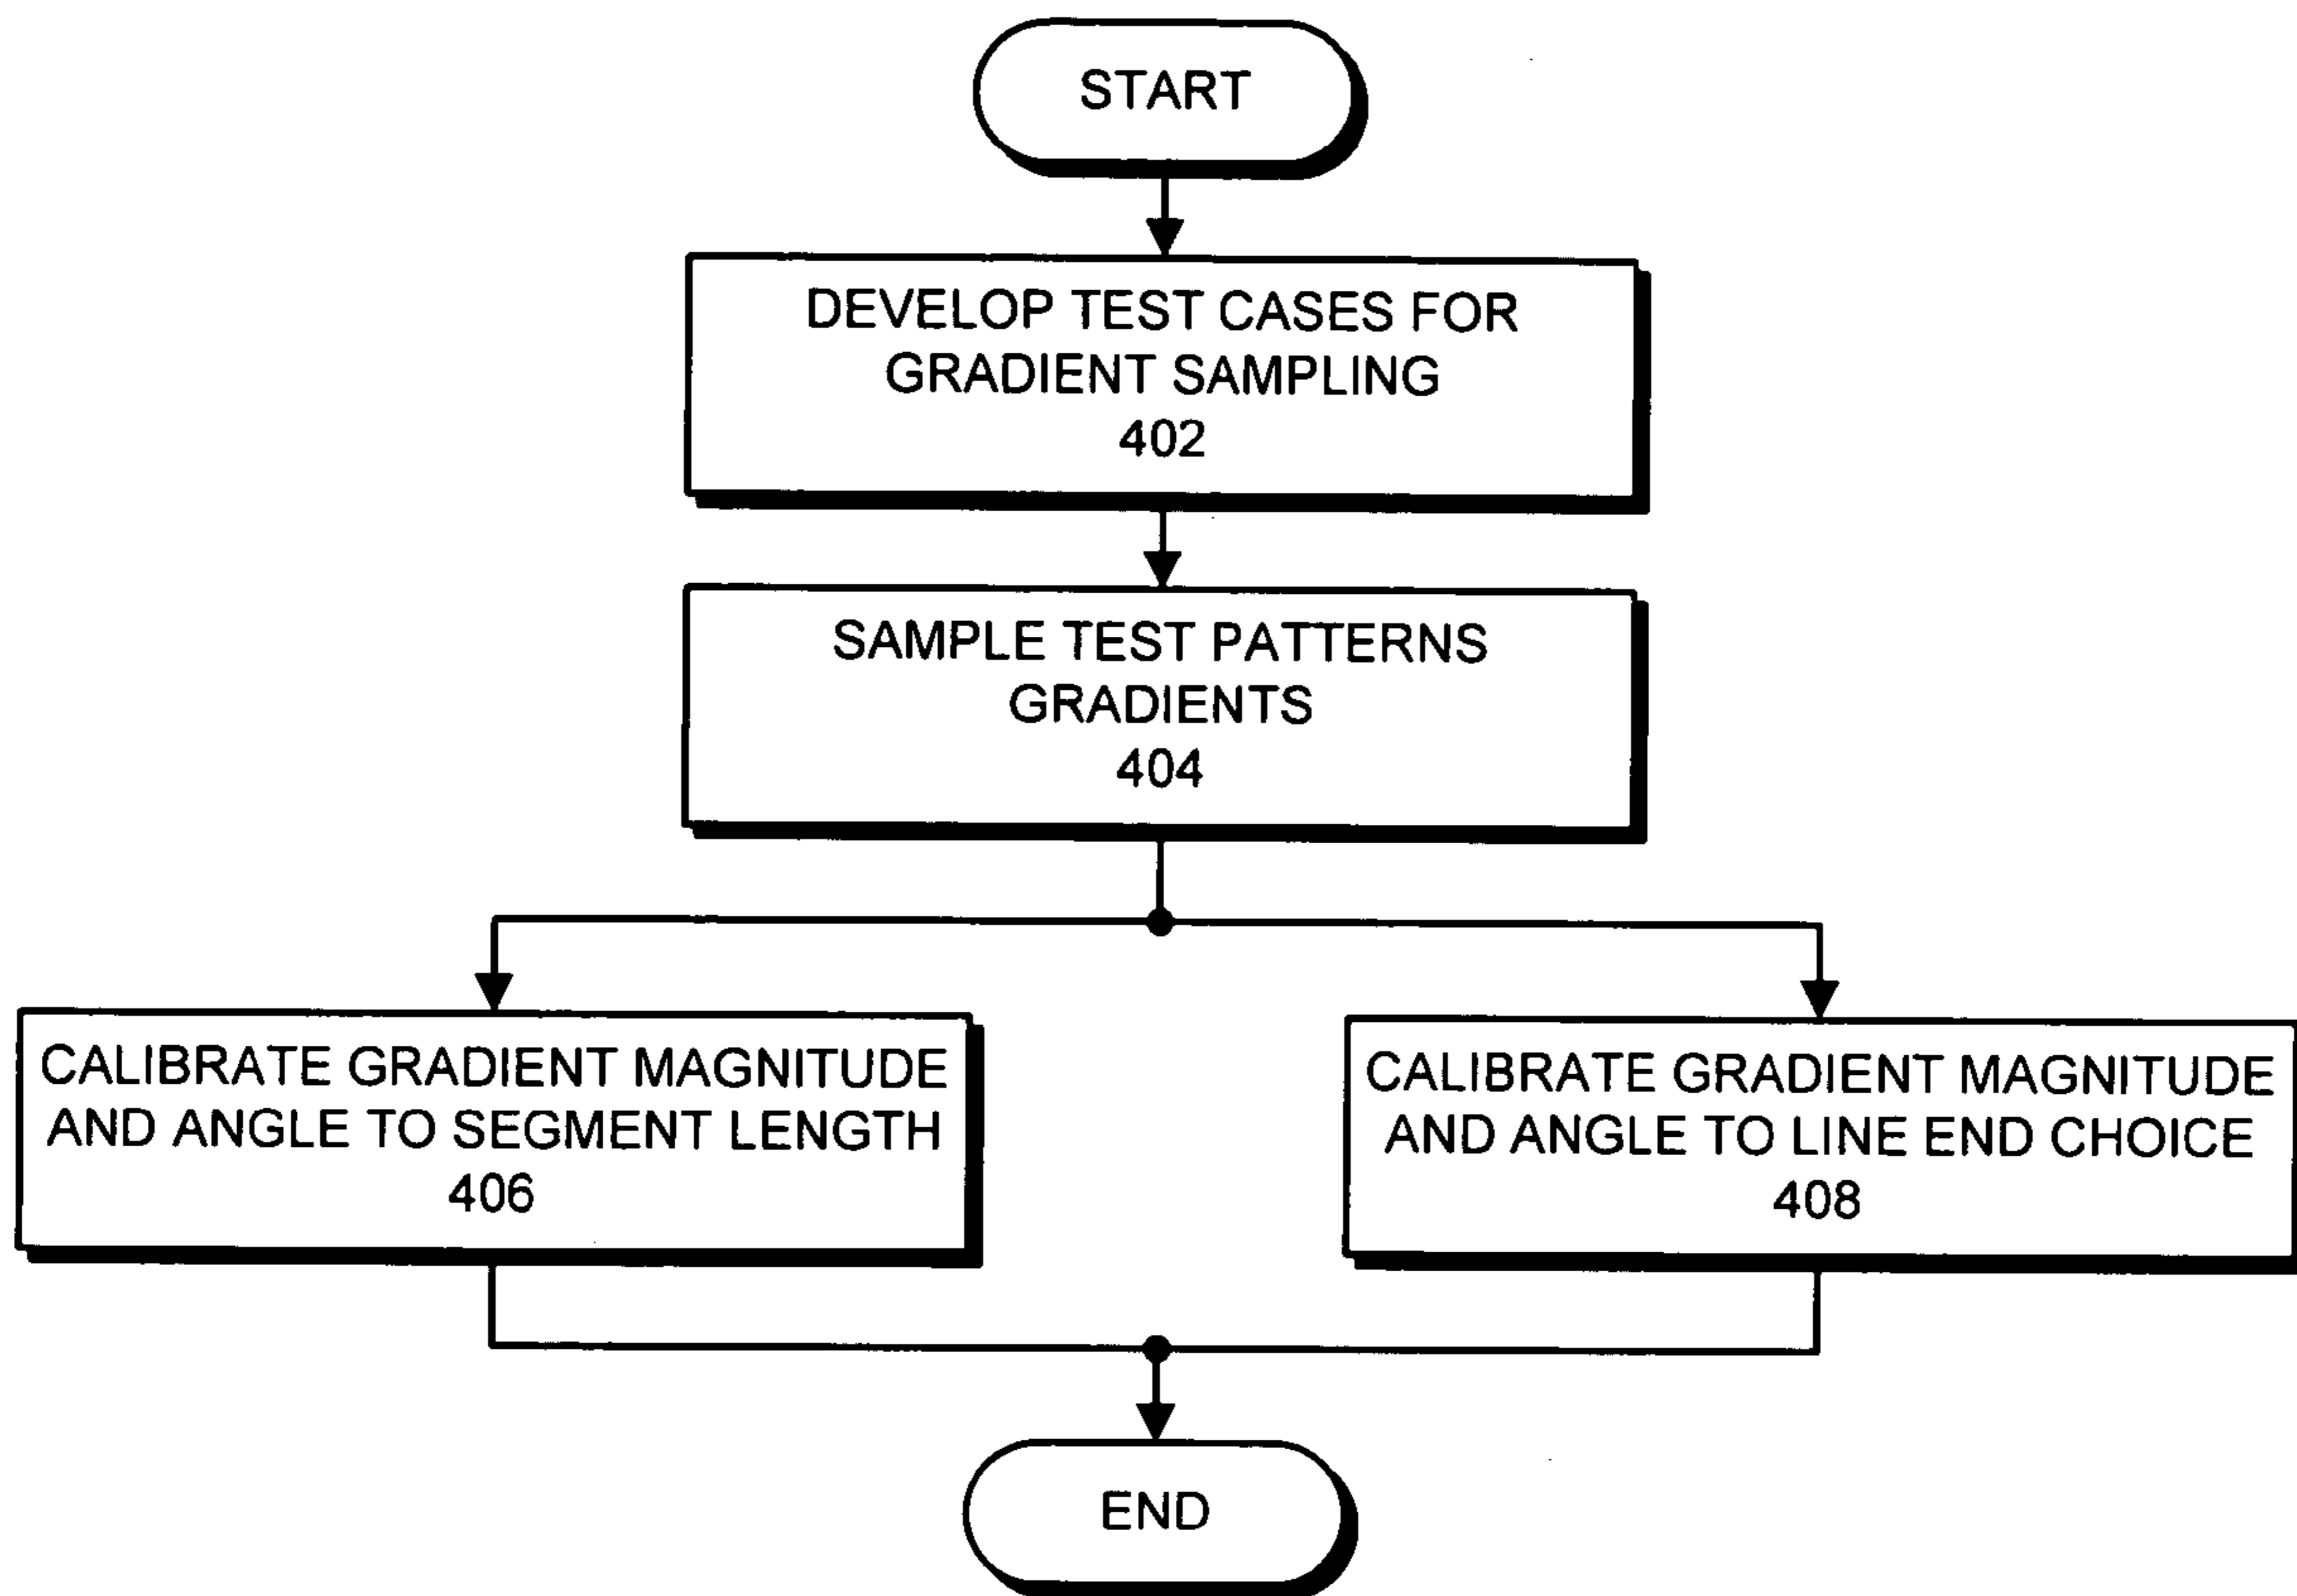 START
DEVELOP TEST CASES FOR
GRADIENT SAMPLING
402
SAMPLE TEST PATTERNS
GRADIENTS
404
CALIBRATE GRADIENT MAGNITUDE
AND ANGLE TO SEGMENT LENGTH
406
CALIBRATE GRADIENT MAGNITUDE
AND ANGLE TO LINE END CHOICE
408
END